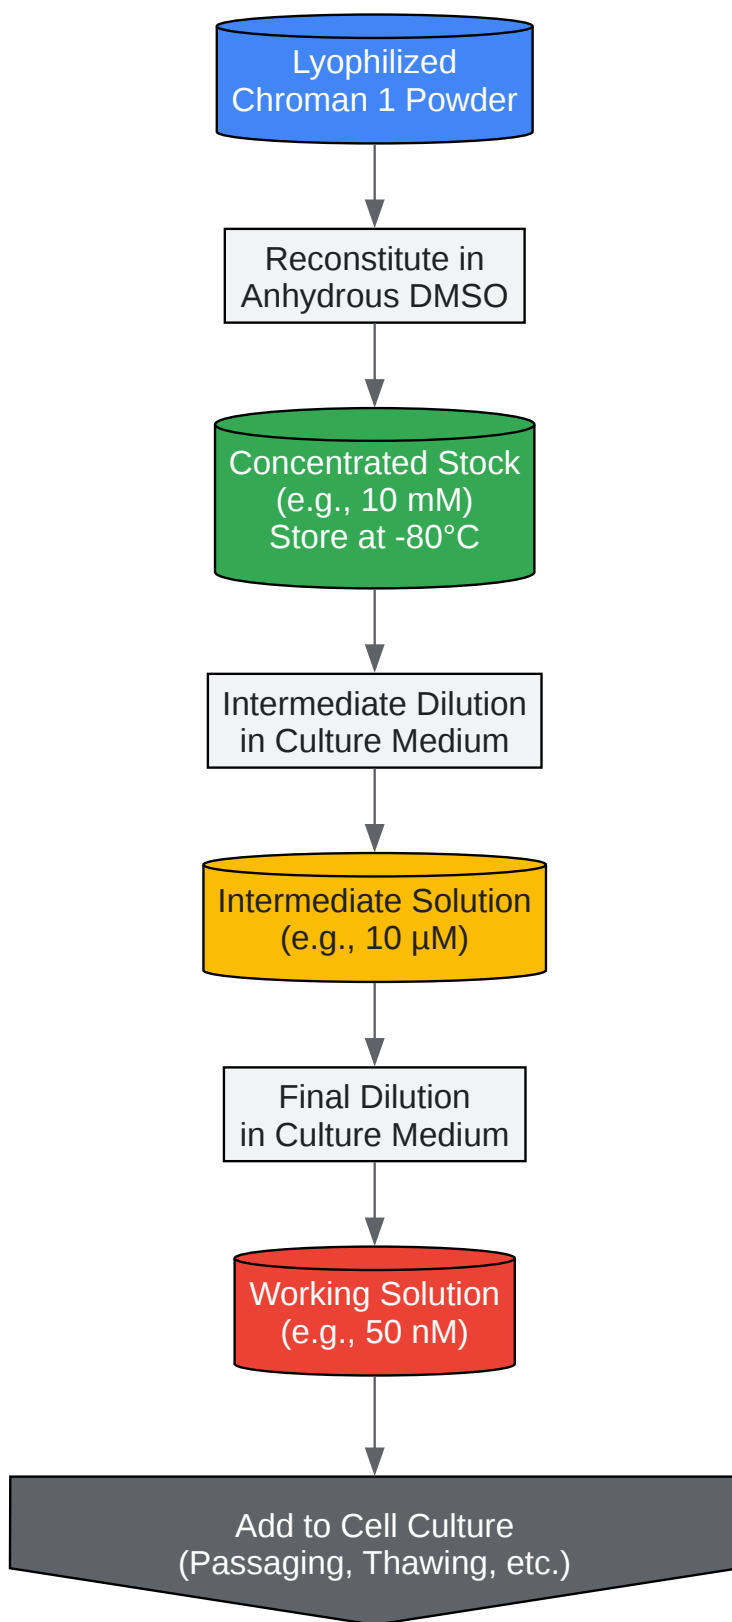 Lyophilized
Chroman 1 Powder
Reconstitute in
Anhydrous DMSO
Concentrated Stock
(e.g., 10 mM)
Store at -80°C
Intermediate Dilution
in Culture Medium
Intermediate Solution
(e.g., 10 µM)
Final Dilution
in Culture Medium
Working Solution
(e.g., 50 nM)
Add to Cell Culture
(Passaging, Thawing, etc.)